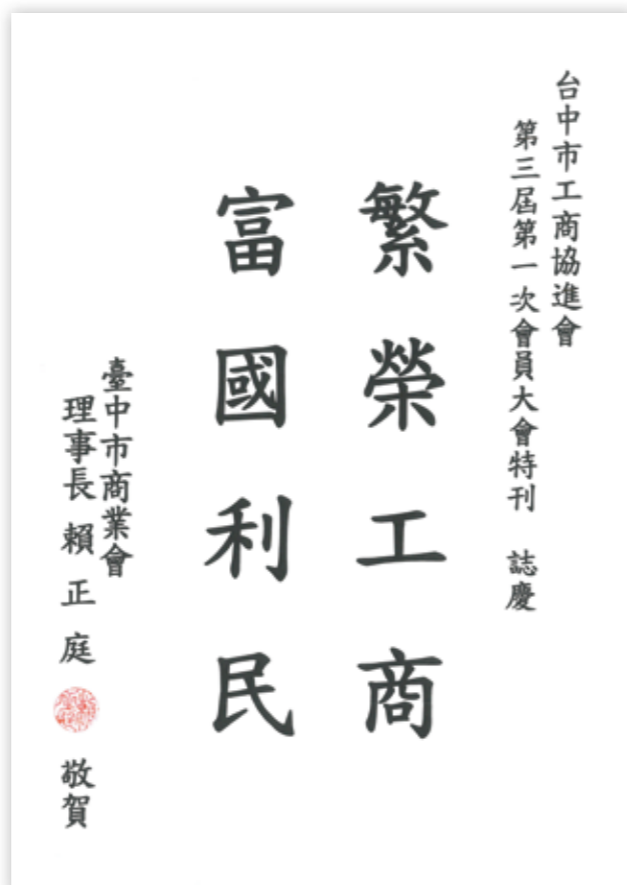 台中市工商協進會
第三屆第一次會員大會特刊 誌慶
繁榮工商
富國利民
臺中市商業會
理事長 賴正庭 敬賀